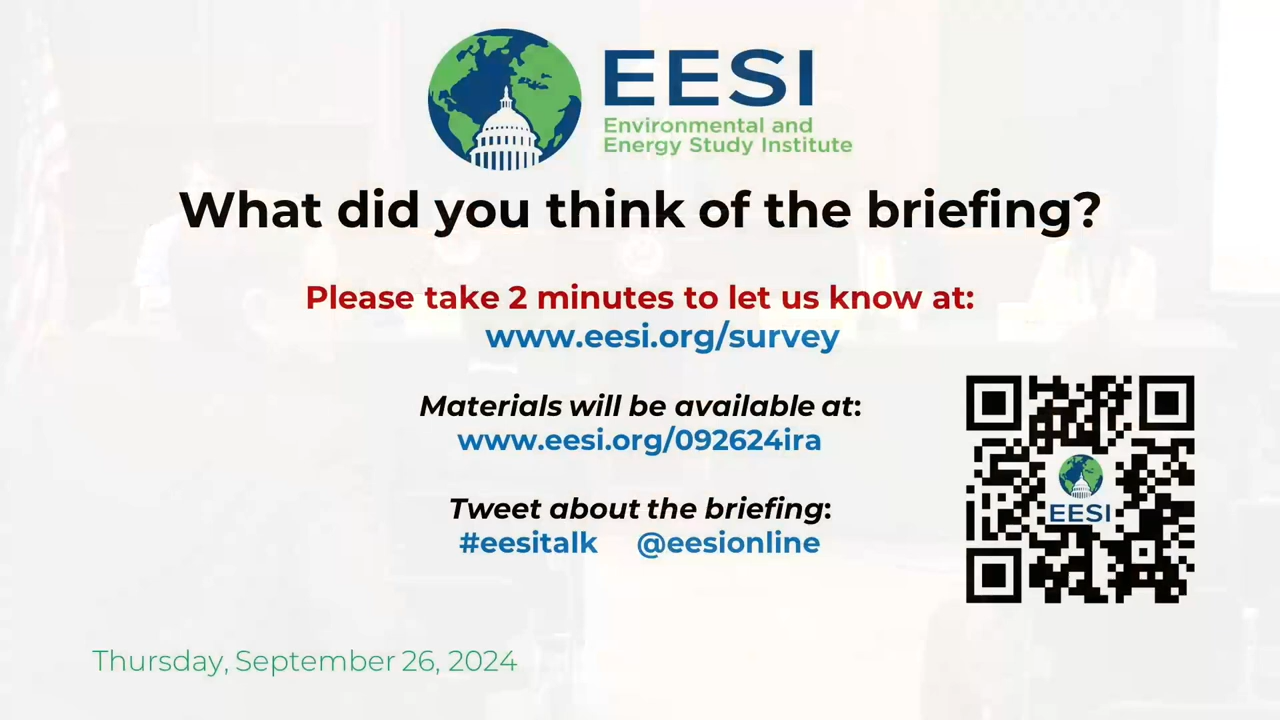 EESI
Environmental and
Energy Study Institute
What did you think of the briefing?
Please take 2 minutes to let us know at:
www.eesi.org/survey
Materials will be available at:
www.eesi.org/092624ira
Tweet about the briefing:
#eesitalk @eesionline
EESI
Thursday, September 26, 2024